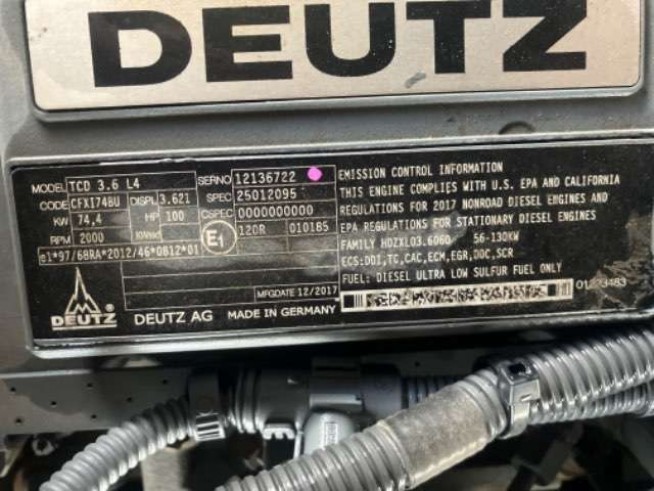 DEUTZ
MODEL TCD 3.6 L4
CODE CFXI74BU DISPL 3.621
KW 74,4 HP 100
RPM 2000
e1*97/68RA*2012/46*0812*01
SERNO 12136722
SPEC 25012095
CSPEC 0000000000
E1 120R 010185
MFGDATE 12/2017
DEUTZ
DEUTZ AG MADE IN GERMANY
EMISSION CONTROL INFORMATION
THIS ENGINE COMPLIES WITH U.S. EPA AND CALIFORNIA
REGULATIONS FOR 2017 NONROAD DIESEL ENGINES AND
EPA REGULATIONS FOR STATIONARY DIESEL ENGINES
FAMILY HDZXL03.6060 56-130KW
ECS:DDI,TC,CAC,ECM,EGR,DOC,SCR
FUEL: DIESEL ULTRA LOW SULFUR FUEL ONLY